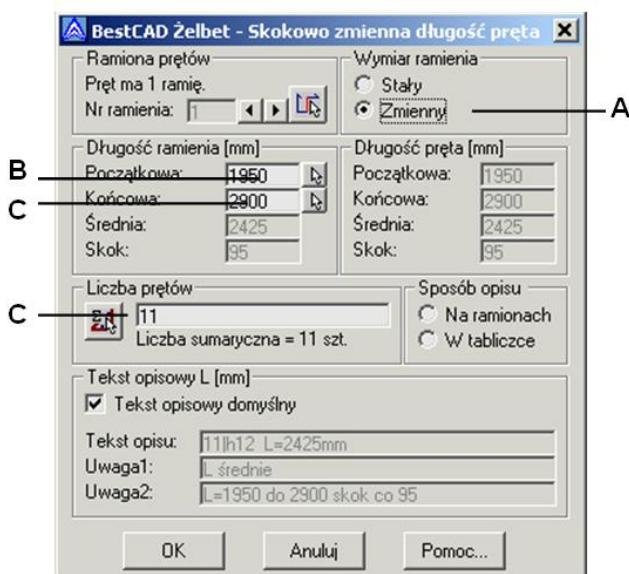 BestCAD Żelbet - Skokowo zmienna długość pręta
Ramiona prętów
Pręt ma 1 ramię.
Nr ramienia: 1
Wymiar ramienia
Stały
Zmienny
A
Długość ramienia [mm]
B
Początkowa: 1950
C
Końcowa: 2900
Średnia: 2425
Skok: 95
Długość pręta [mm]
Początkowa: 1950
Końcowa: 2900
Średnia: 2425
Skok: 95
Liczba prętów
C
11
Liczba sumaryczna = 11 szt.
Sposób opisu
Na ramionach
W tabliczce
Tekst opisowy L [mm]
Tekst opisowy domyślny
Tekst opisu: 11|h12 L=2425mm
Uwaga1: L średnie
Uwaga2: L=1950 do 2900 skok co 95
OK Anuluj Pomoc...